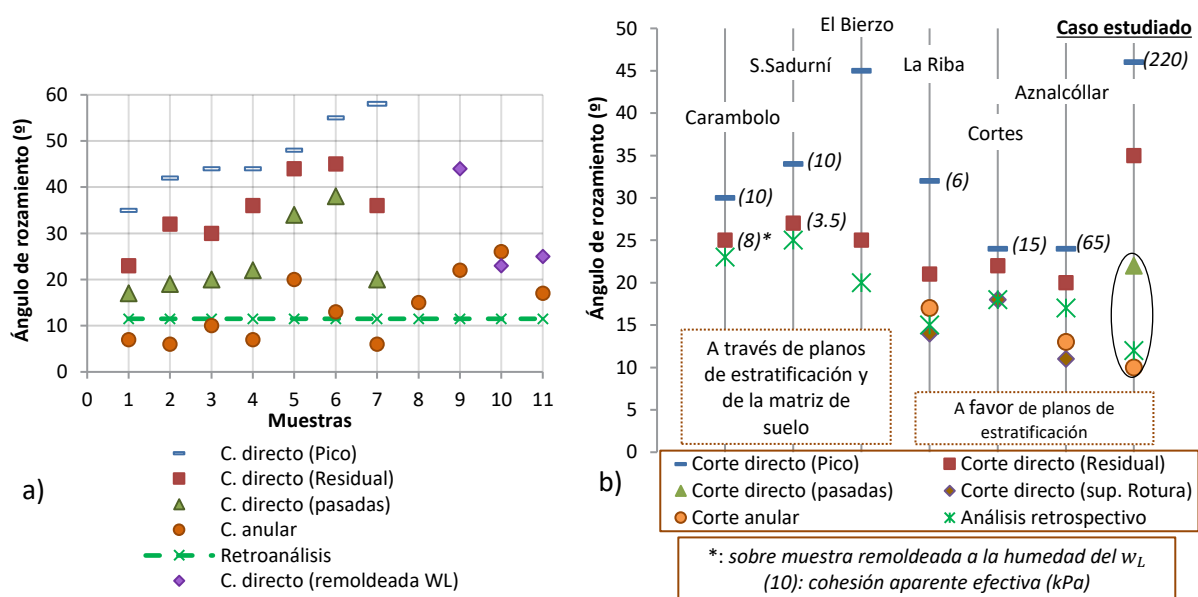 Ángulo de rozamiento (º)
60
50
40
30
20
10
0
0 1 2 3 4 5 6 7 8 9 10 11
Muestras
C. directo (Pico)
C. directo (Residual)
C. directo (pasadas)
C. anular
Retroanálisis
C. directo (remoldeada WL)
a)
Ángulo de rozamiento (º)
50
45
40
35
30
25
20
15
10
5
0
El Bierzo
Caso estudiado
S.Sadurní
La Riba
(220)
Aznalcóllar
Carambolo
Cortes
(10)
(10)
(6)
(3.5)
(8)*
(15)
(65)
A través de planos
de estratificación y
de la matriz de
suelo
A favor de planos de
estratificación
Corte directo (Pico)
Corte directo (Residual)
Corte directo (pasadas)
Corte directo (sup. Rotura)
Corte anular
Análisis retrospectivo
b)
*: sobre muestra remoldeada a la humedad del w_L
(10): cohesión aparente efectiva (kPa)